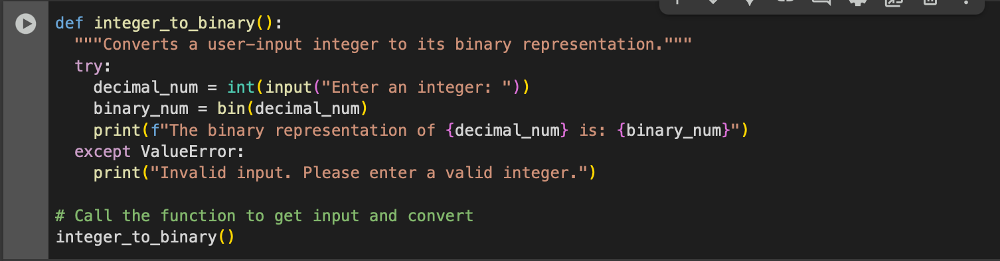 def integer_to_binary():
  """Converts a user-input integer to its binary representation."""
  try:
    decimal_num = int(input("Enter an integer: "))
    binary_num = bin(decimal_num)
    print(f"The binary representation of {decimal_num} is: {binary_num}")
  except ValueError:
    print("Invalid input. Please enter a valid integer.")

# Call the function to get input and convert
integer_to_binary()